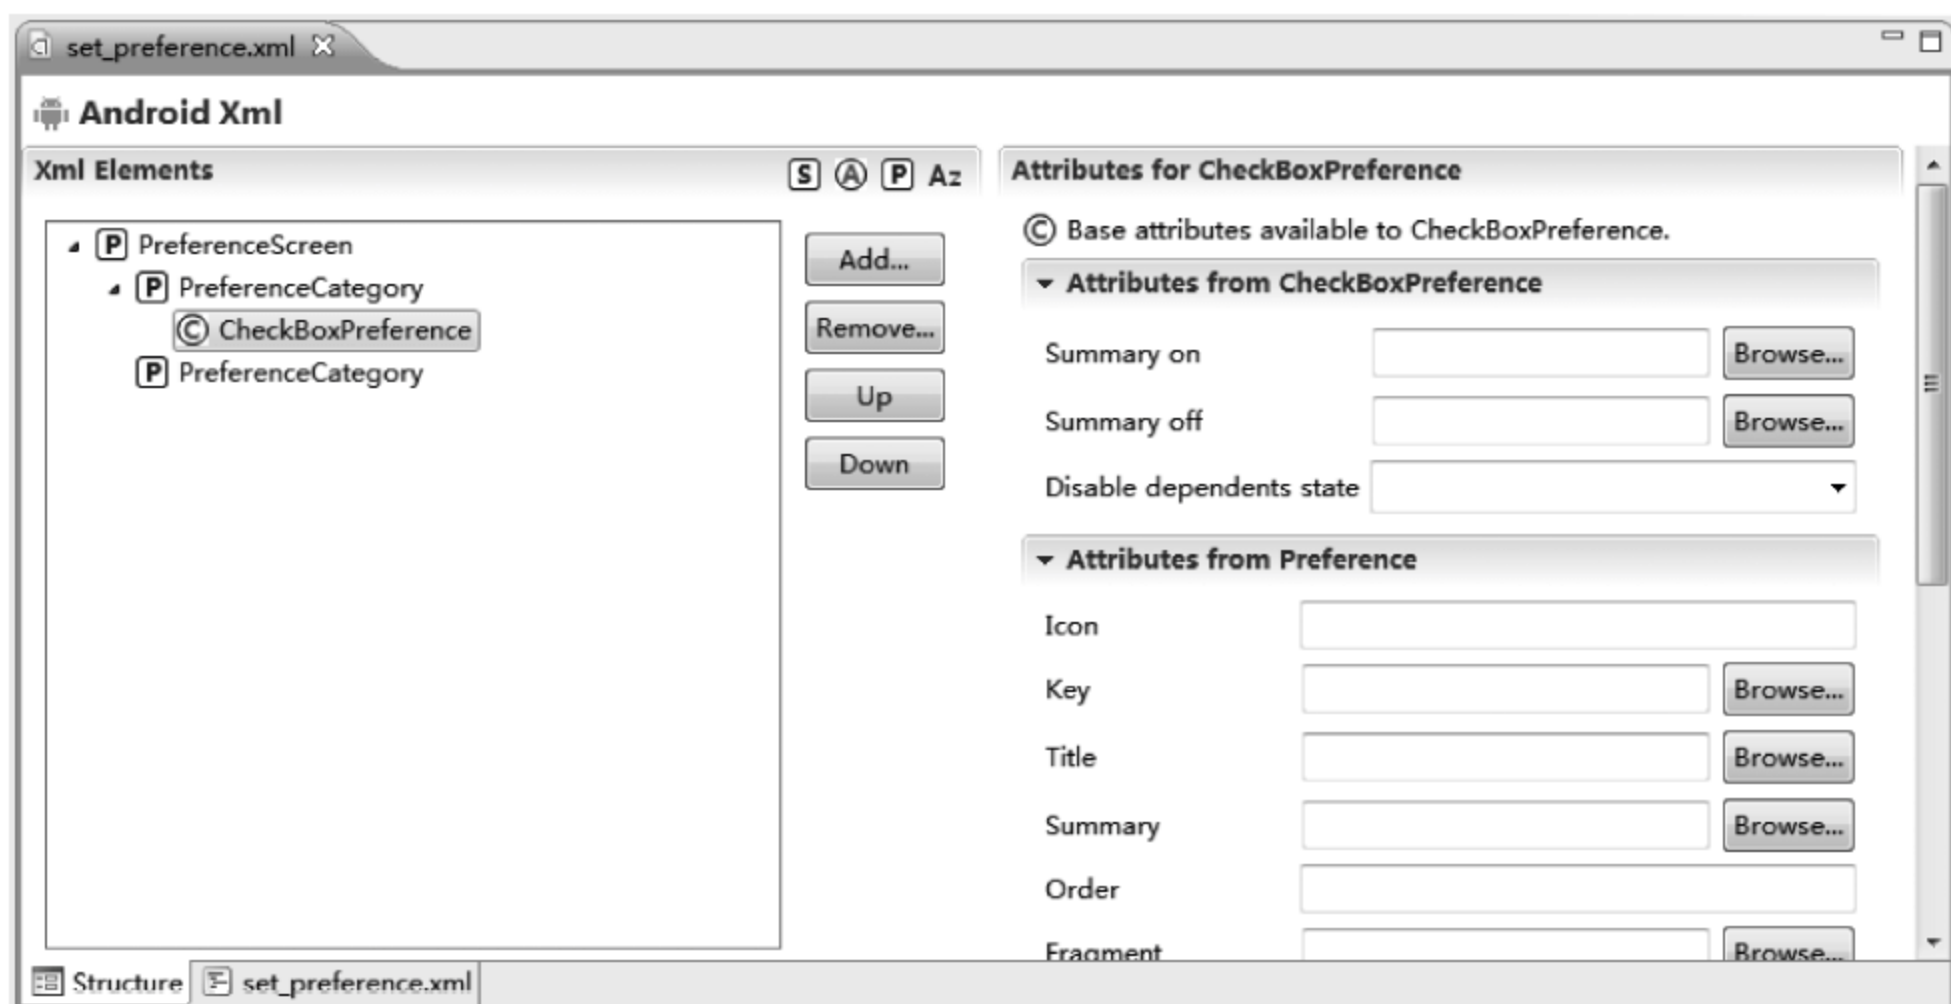 set_preference.xml
Android Xml
Xml Elements
S A P Az
PreferenceScreen
PreferenceCategory
CheckBoxPreference
PreferenceCategory
Add...
Remove...
Up
Down
Attributes for CheckBoxPreference
Base attributes available to CheckBoxPreference.
Attributes from CheckBoxPreference
Summary on Browse...
Summary off Browse...
Disable dependents state
Attributes from Preference
Icon
Key Browse...
Title Browse...
Summary Browse...
Order
Fragment Browse...
Structure set_preference.xml